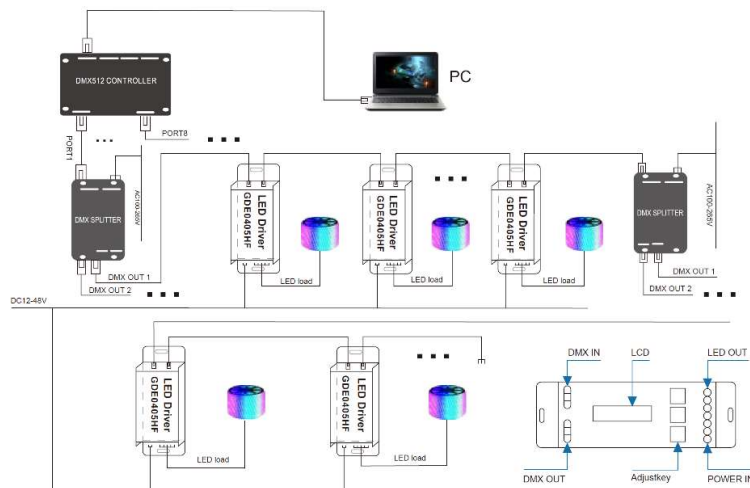 DMX512 CONTROLLER
PC
PORT1
PORT8
AC100-265V
DMX SPLITTER
LED Driver
GDE0405HF
LED Driver
GDE0405HF
LED Driver
GDE0405HF
DMX SPLITTER
AC100-265V
LED load
LED load
LED load
DMX OUT 1
DMX OUT 2
DMX OUT 1
DMX OUT 2
DC12-48V
LED Driver
GDE0405HF
LED Driver
GDE0405HF
LED load
LED load
DMX IN
LCD
LED OUT
DMX OUT
Adjustkey
POWER IN